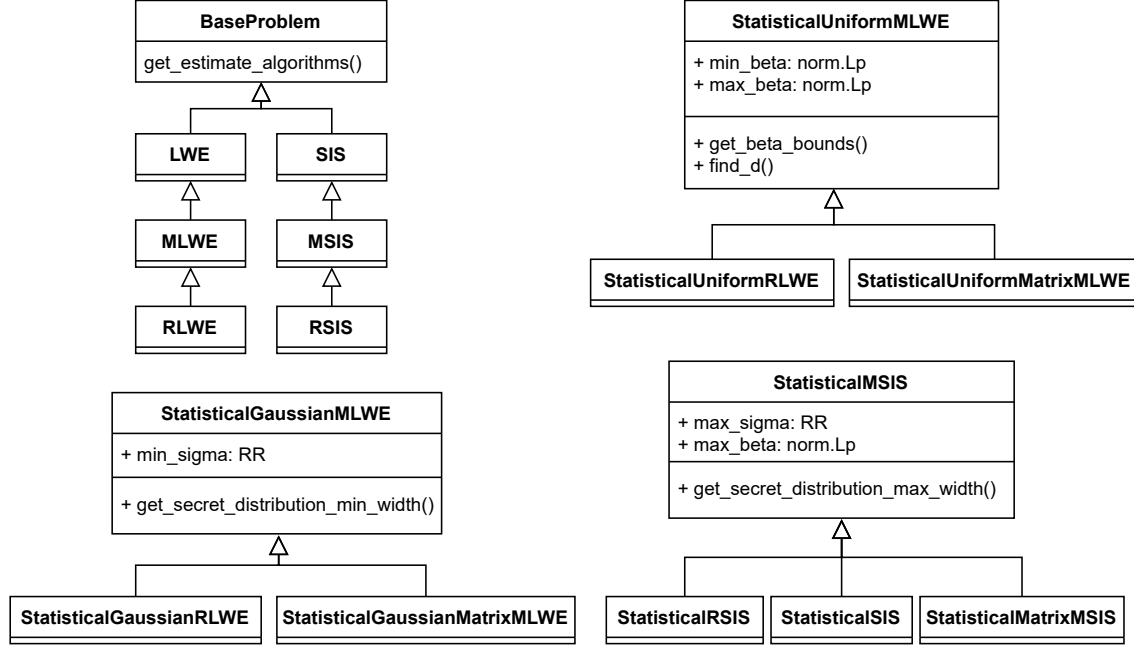 BaseProblem
get_estimate_algorithms()
LWE
SIS
MLWE
MSIS
RLWE
RSIS
StatisticalUniformMLWE
+ min_beta: norm.Lp
+ max_beta: norm.Lp
+ get_beta_bounds()
+ find_d()
StatisticalUniformRLWE
StatisticalUniformMatrixMLWE
StatisticalGaussianMLWE
+ min_sigma: RR
+ get_secret_distribution_min_width()
StatisticalGaussianRLWE
StatisticalGaussianMatrixMLWE
StatisticalMSIS
+ max_sigma: RR
+ max_beta: norm.Lp
+ get_secret_distribution_max_width()
StatisticalRSIS
StatisticalSIS
StatisticalMatrixMSIS